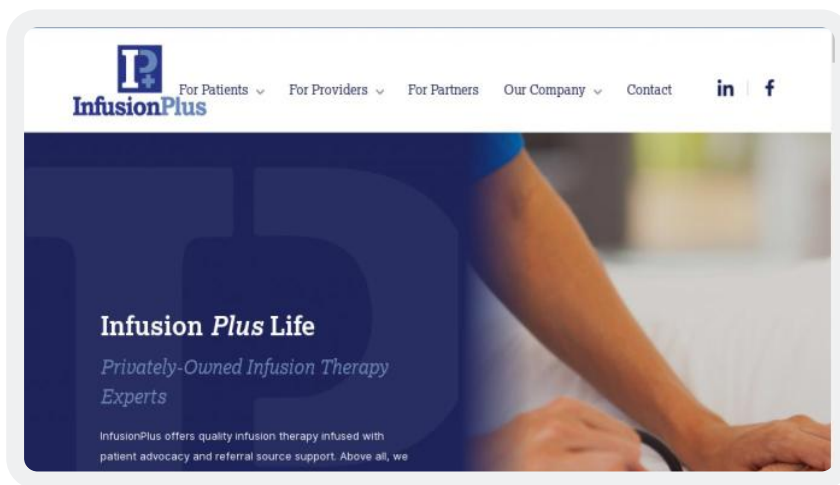 InfusionPlus
For Patients
For Providers
For Partners
Our Company
Contact
in
f
Infusion Plus Life
Privately-Owned Infusion Therapy
Experts
InfusionPlus offers quality infusion therapy infused with
patient advocacy and referral source support. Above all, we